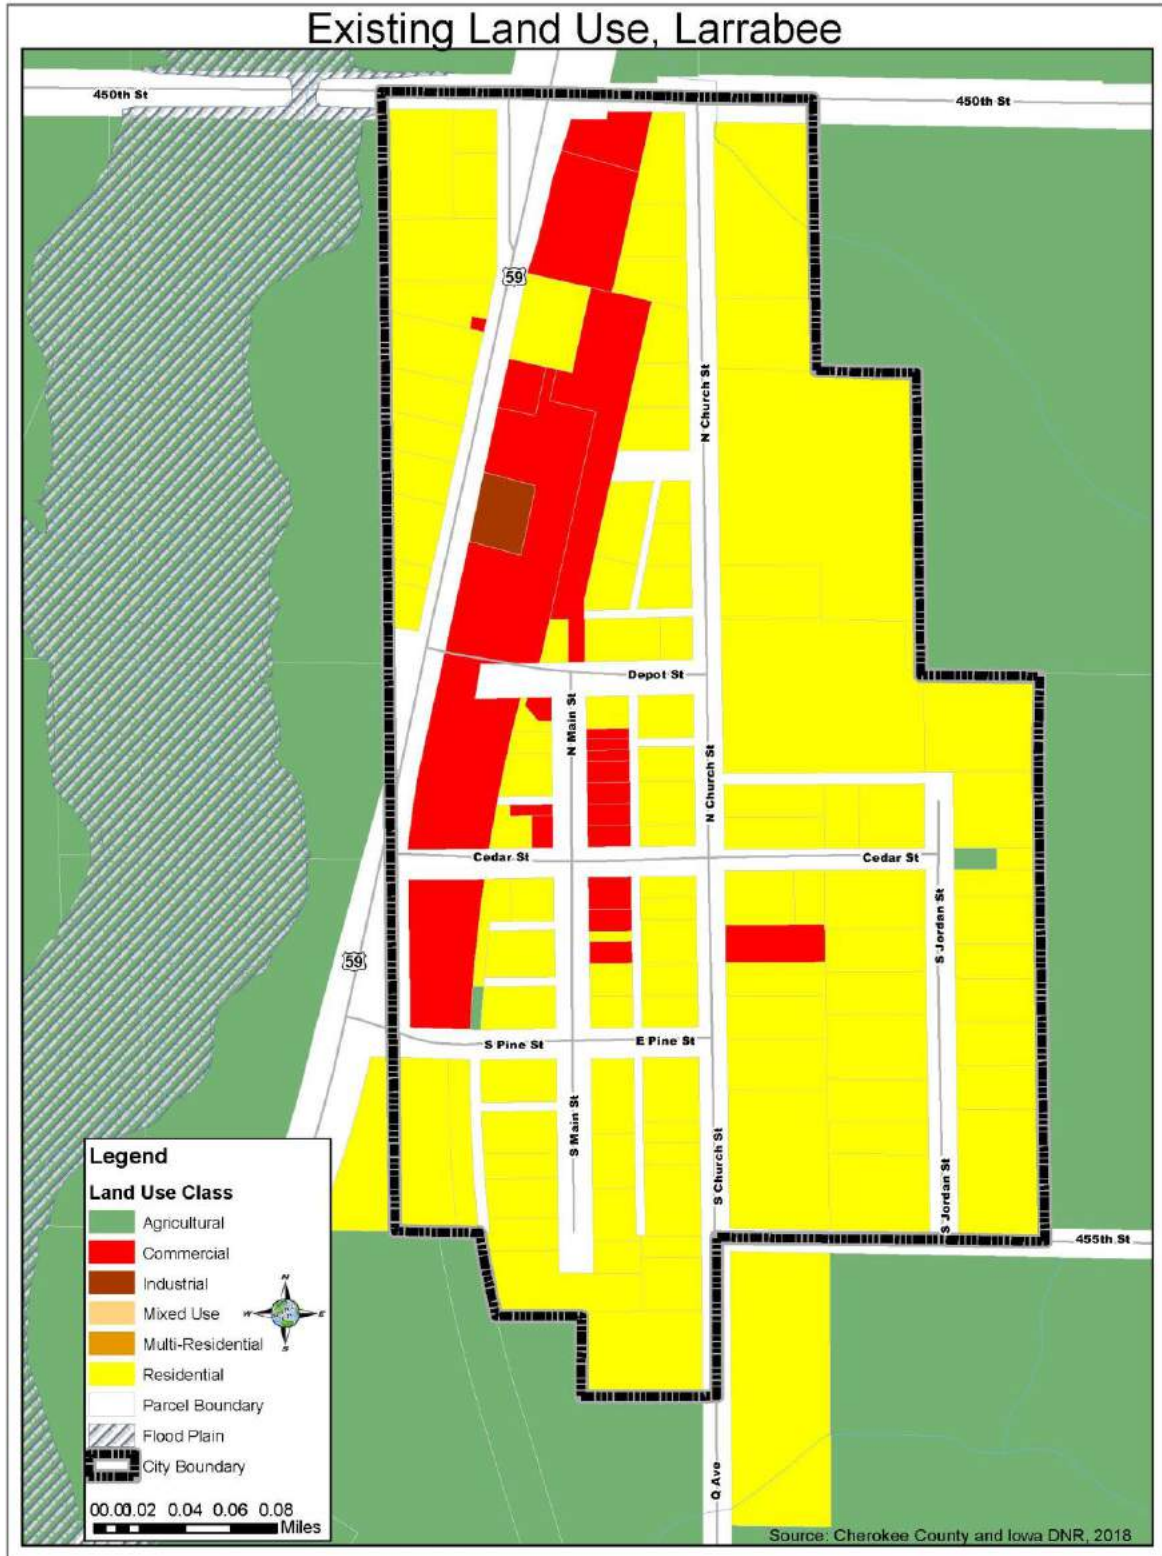 Existing Land Use, Larrabee
450th St
450th St
59
N Church St
Depot St
N Main St
N Church St
Cedar St
Cedar St
S Jordan St
59
S Pine St
E Pine St
S Main St
S Church St
S Jordan St
455th St
Q Ave
Legend
Land Use Class
Agricultural
Commercial
Industrial
Mixed Use
Multi-Residential
Residential
Parcel Boundary
Flood Plain
City Boundary
N
W E
S
0.02 0.04 0.06 0.08
Miles
Source: Cherokee County and Iowa DNR, 2018